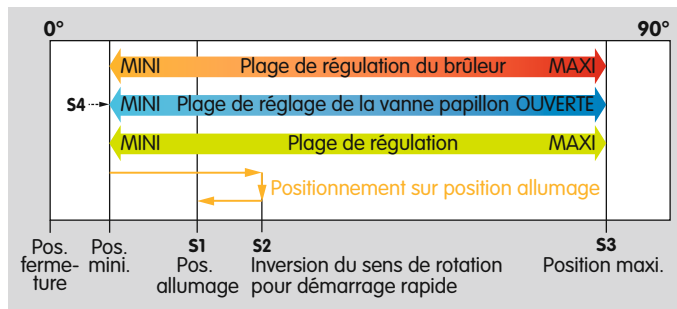 0° 90°
MINI Plage de régulation du brûleur MAXI
S4 MINI Plage de réglage de la vanne papillon OUVERTE
MINI Plage de régulation MAXI
Positionnement sur position allumage
Pos. fermeture
Pos. mini.
S1
Pos. allumage
S2
Inversion du sens de rotation
pour démarrage rapide
S3
Position maxi.